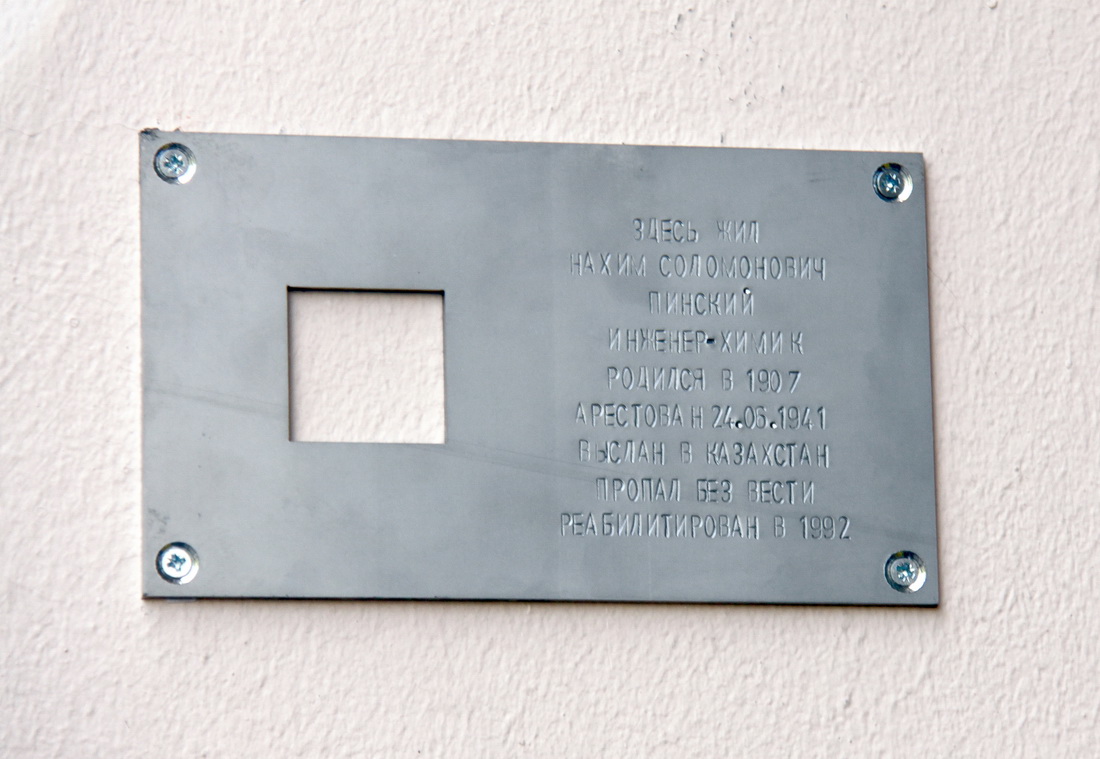 ЗДЕСЬ ЖИЛ
НАХИМ СОЛОМОНОВИЧ
ПИНСКИЙ
ИНЖЕНЕР-ХИМИК
РОДИЛСЯ В 1907
АРЕСТОВАН 24.06.1941
ВЫСЛАН В КАЗАХСТАН
ПРОПАЛ БЕЗ ВЕСТИ
РЕАБИЛИТИРОВАН В 1992